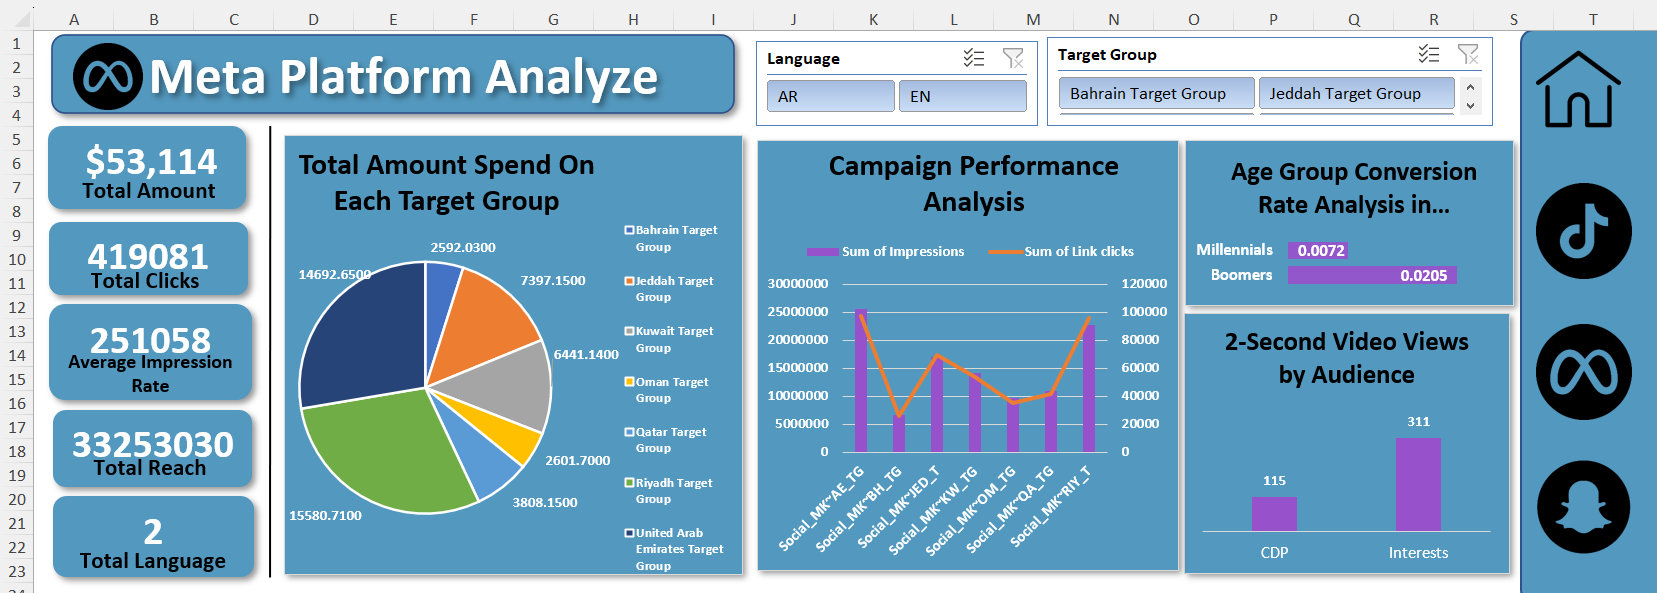 A B C D E F G H I J K L M N O P Q R S T
1
2
3
4
5
6
7
8
9
10
11
12
13
14
15
16
17
18
19
20
21
22
23
Meta Platform Analyze
Language
AR
EN
Target Group
Bahrain Target Group
Jeddah Target Group
$53,114
Total Amount
419081
Total Clicks
251058
Average Impression
Rate
33253030
Total Reach
2
Total Language
Total Amount Spend On
Each Target Group
2592.0300
7397.1500
6441.1400
2601.7000
3808.1500
15580.7100
14692.6500
Bahrain Target
Group
Jeddah Target
Group
Kuwait Target
Group
Oman Target
Group
Qatar Target
Group
Riyadh Target
Group
United Arab
Emirates Target
Group
Campaign Performance
Analysis
Sum of Impressions
Sum of Link clicks
30000000
25000000
20000000
15000000
10000000
5000000
0
120000
100000
80000
60000
40000
20000
0
Social_MK~AE_TG
Social_MK~BH_TG
Social_MK~JED_T
Social_MK~KW_TG
Social_MK~OM_TG
Social_MK~QA_TG
Social_MK~RIY_T
Age Group Conversion
Rate Analysis in...
Millennials 0.0072
Boomers 0.0205
2-Second Video Views
by Audience
115
311
CDP
Interests